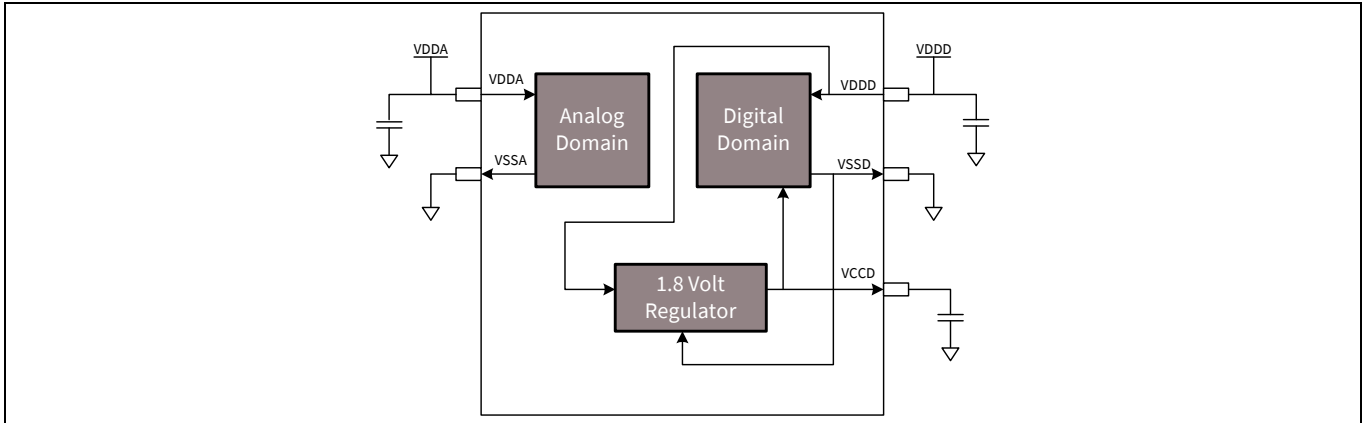 VDDA
VDDD
VDDA
VDDD
Analog
Domain
Digital
Domain
VSSA
VSSD
1.8 Volt
Regulator
VCCD